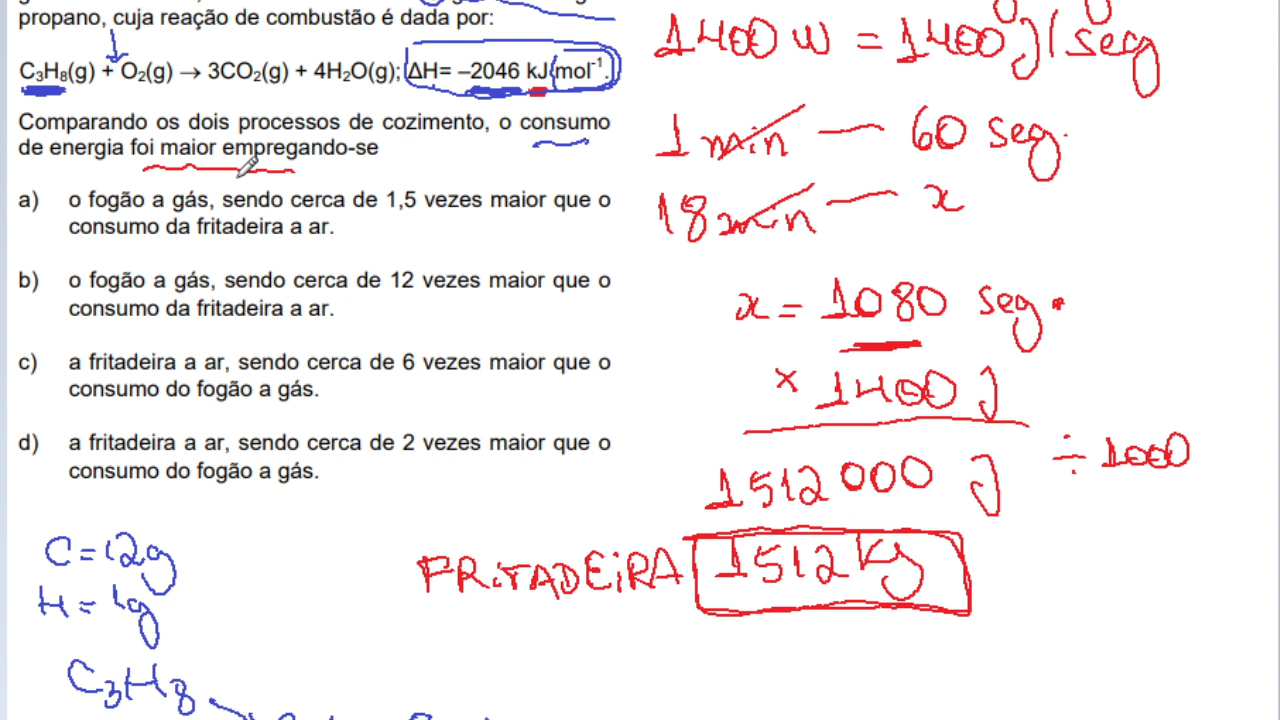 propano, cuja reação de combustão é dada por:
C₃H₈(g) + O₂(g) → 3CO₂(g) + 4H₂O(g); ΔH= –2046 kJ mol⁻¹.
Comparando os dois processos de cozimento, o consumo
de energia foi maior empregando-se
a) o fogão a gás, sendo cerca de 1,5 vezes maior que o
consumo da fritadeira a ar.
b) o fogão a gás, sendo cerca de 12 vezes maior que o
consumo da fritadeira a ar.
c) a fritadeira a ar, sendo cerca de 6 vezes maior que o
consumo do fogão a gás.
d) a fritadeira a ar, sendo cerca de 2 vezes maior que o
consumo do fogão a gás.
C = 12g
H = 1g
C₃H₈
1400 W = 1400 J/seg
1 min — 60 seg.
18 min — x
x = 1080 seg.
× 1400 J
1512000 J ÷ 1000
FRITADEIRA 1512 KJ